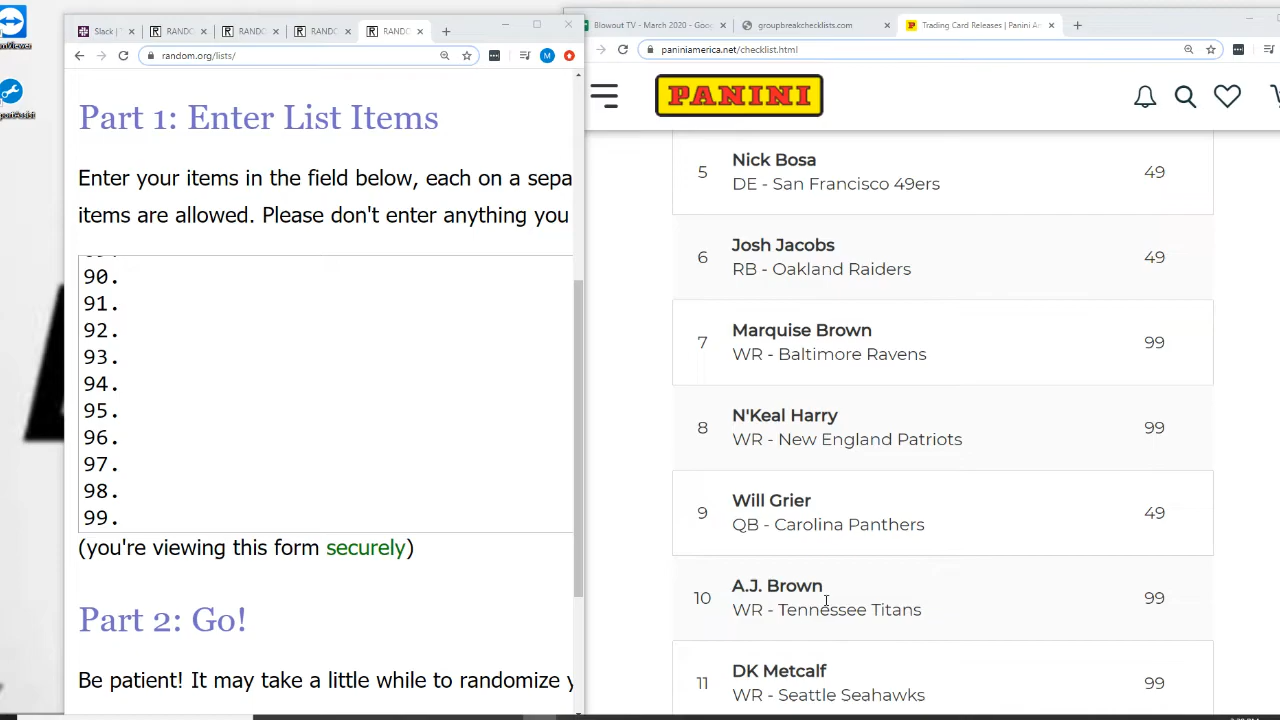 Slack |
RANDO
RANDO
RANDO
RANDO
random.org/lists/
M
Part 1: Enter List Items
Enter your items in the field below, each on a sepa
items are allowed. Please don't enter anything you
90.
91.
92.
93.
94.
95.
96.
97.
98.
99.
(you're viewing this form securely)
Part 2: Go!
Be patient! It may take a little while to randomize y
Blowout TV - March 2020 - Goo
groupbreakchecklists.com
Trading Card Releases | Panini Am
paniniamerica.net/checklist.html
PANINI
5 Nick Bosa 49
DE - San Francisco 49ers
6 Josh Jacobs 49
RB - Oakland Raiders
7 Marquise Brown 99
WR - Baltimore Ravens
8 N'Keal Harry 99
WR - New England Patriots
9 Will Grier 49
QB - Carolina Panthers
10 A.J. Brown 99
WR - Tennessee Titans
11 DK Metcalf 99
WR - Seattle Seahawks